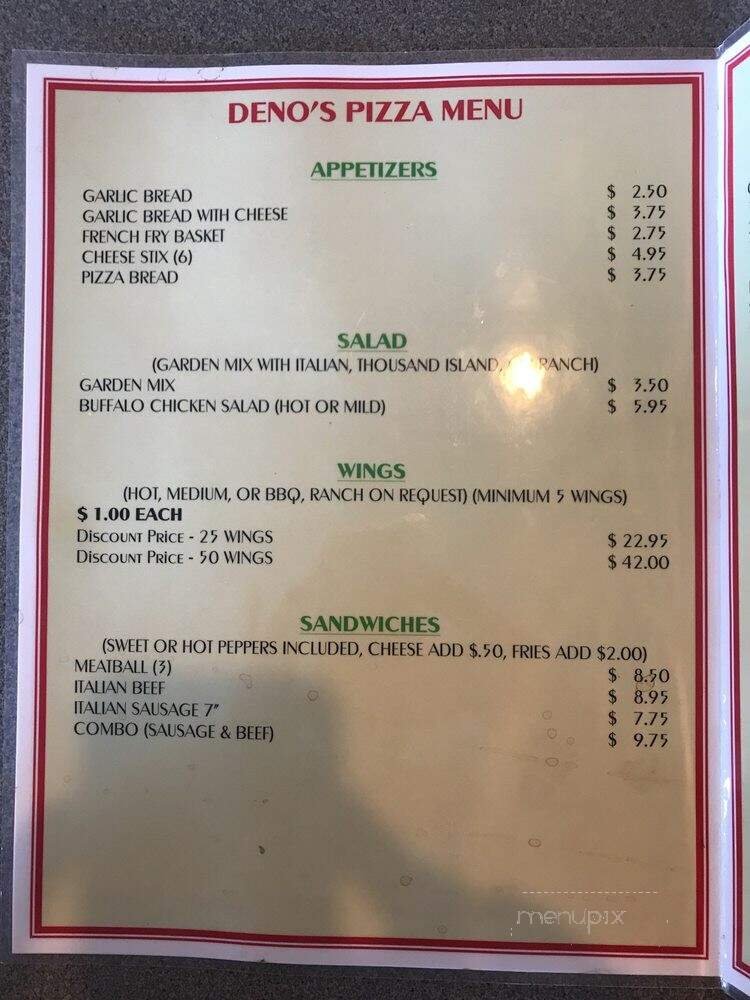 DENO'S PIZZA MENU
APPETIZERS
GARLIC BREAD $ 2.50
GARLIC BREAD WITH CHEESE $ 3.75
FRENCH FRY BASKET $ 2.75
CHEESE STIX (6) $ 4.95
PIZZA BREAD $ 3.75
SALAD
(GARDEN MIX WITH ITALIAN, THOUSAND ISLAND, RANCH)
GARDEN MIX $ 3.50
BUFFALO CHICKEN SALAD (HOT OR MILD) $ 5.95
WINGS
(HOT, MEDIUM, OR BBQ, RANCH ON REQUEST) (MINIMUM 5 WINGS)
$ 1.00 EACH
DISCOUNT PRICE - 25 WINGS $ 22.95
DISCOUNT PRICE - 50 WINGS $ 42.00
SANDWICHES
(SWEET OR HOT PEPPERS INCLUDED, CHEESE ADD $.50, FRIES ADD $2.00)
MEATBALL (3) $ 8.50
ITALIAN BEEF $ 8.95
ITALIAN SAUSAGE 7" $ 7.75
COMBO (SAUSAGE & BEEF) $ 9.75
menupix